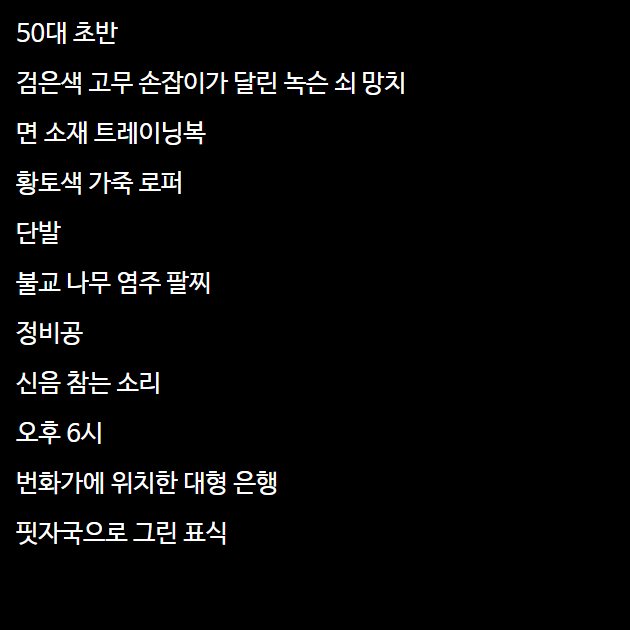 50대 초반
검은색 고무 손잡이가 달린 녹슨 쇠 망치
면 소재 트레이닝복
황토색 가죽 로퍼
단발
불교 나무 염주 팔찌
정비공
신음 참는 소리
오후 6시
번화가에 위치한 대형 은행
핏자국으로 그린 표식